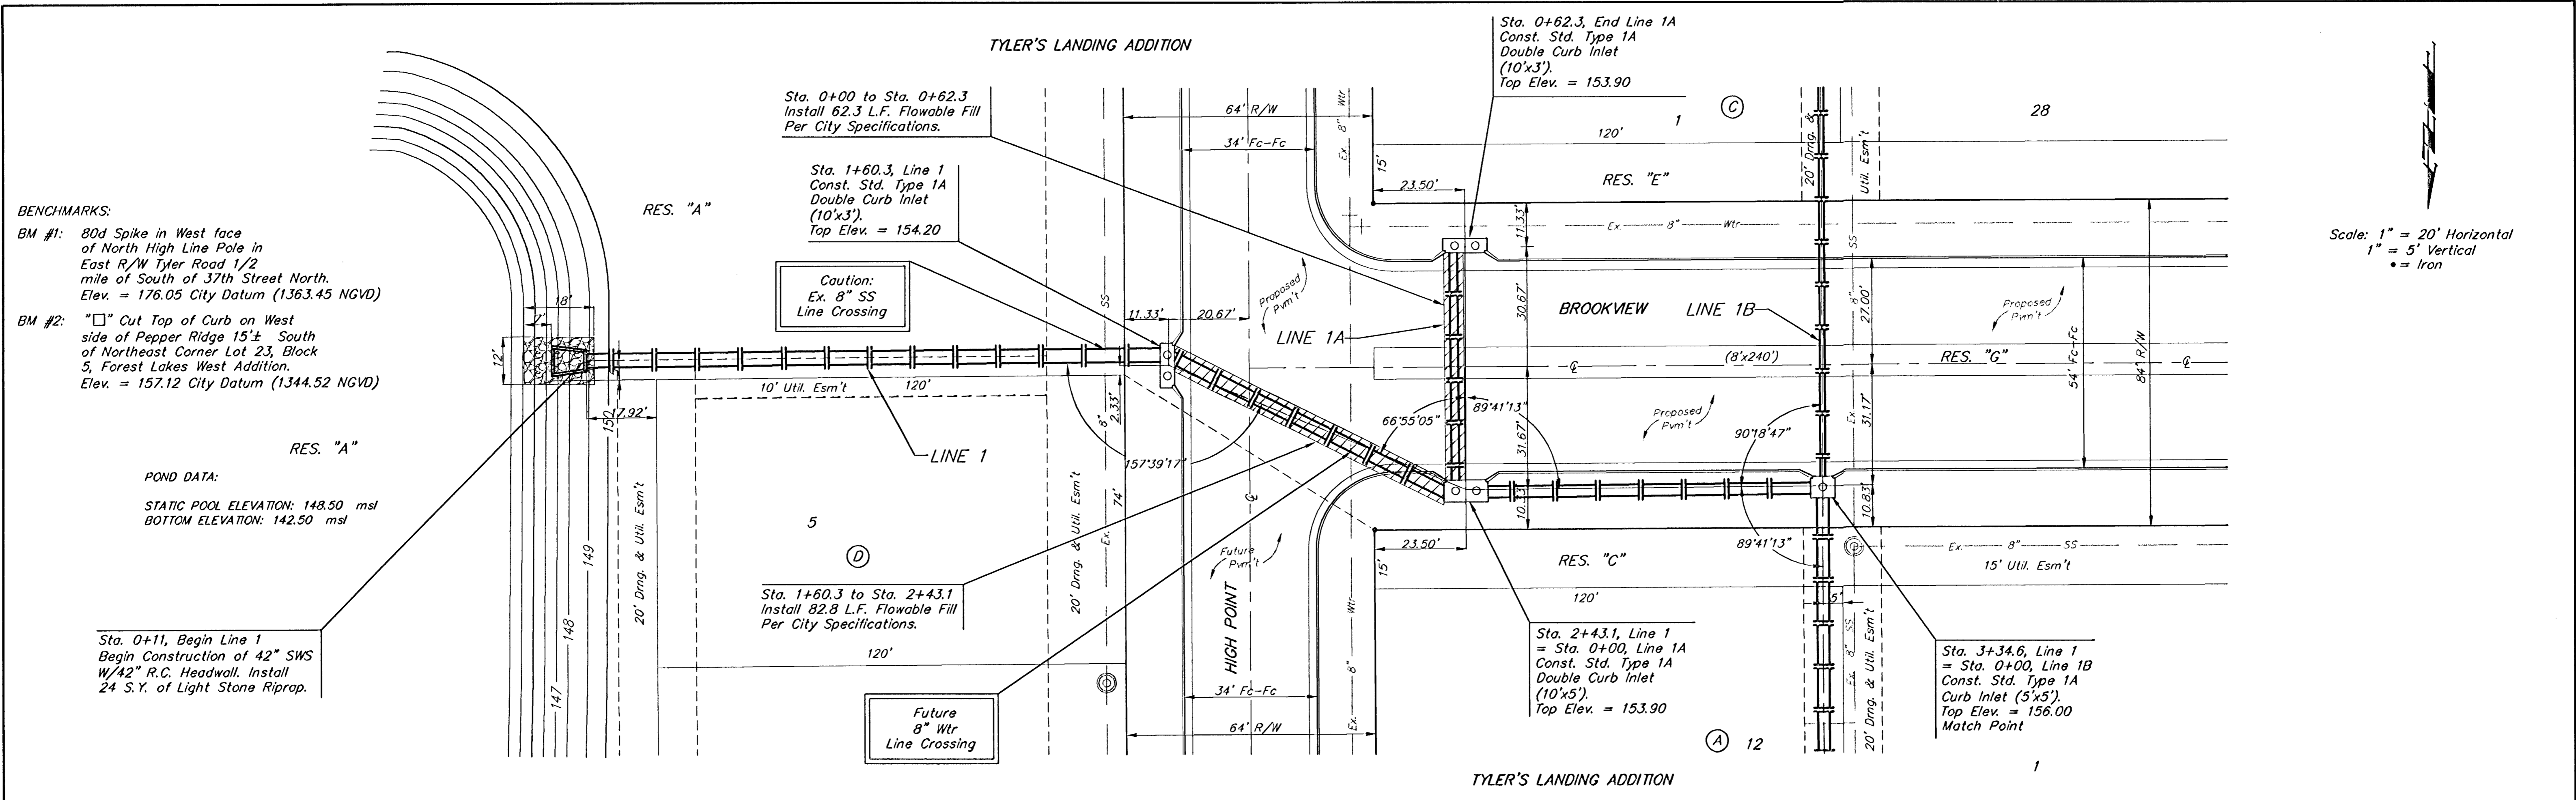 TYLER'S LANDING ADDITION
Sta. 0+62.3, End Line 1A
Const. Std. Type 1A
Double Curb Inlet
(10'x3').
Top Elev. = 153.90
Sta. 0+00 to Sta. 0+62.3
Install 62.3 L.F. Flowable Fill
Per City Specifications.
Sta. 1+60.3, Line 1
Const. Std. Type 1A
Double Curb Inlet
(10'x3').
Top Elev. = 154.20
Caution:
Ex. 8" SS
Line Crossing
BENCHMARKS:
BM #1: 80d Spike in West face
of North High Line Pole in
East R/W Tyler Road 1/2
mile of South of 37th Street North.
Elev. = 176.05 City Datum (1363.45 NGVD)
BM #2: "□" Cut Top of Curb on West
side of Pepper Ridge 15'± South
of Northeast Corner Lot 23, Block
5, Forest Lakes West Addition.
Elev. = 157.12 City Datum (1344.52 NGVD)
RES. "A"
POND DATA:
STATIC POOL ELEVATION: 148.50 msl
BOTTOM ELEVATION: 142.50 msl
Sta. 0+11, Begin Line 1
Begin Construction of 42" SWS
W/42" R.C. Headwall. Install
24 S.Y. of Light Stone Riprap.
RES. "A"
18'
7'
12'
17.92'
150
149
148
147
20' Drng. & Util. Esm't
10' Util. Esm't
120'
LINE 1
5
D
120'
Sta. 1+60.3 to Sta. 2+43.1
Install 82.8 L.F. Flowable Fill
Per City Specifications.
Future
8" Wtr
Line Crossing
20' Drng. & Util. Esm't
SS
8"
Ex.
2.33'
74'
11.33'
20.67'
157°39'17"
64' R/W
34' Fc-Fc
Ex. 8" Wtr
Proposed
Pvm't
Future
Pvm't
HIGH POINT
℄
34' Fc-Fc
64' R/W
Ex. 8" Wtr
15'
23.50'
120'
1
C
RES. "E"
28
20' Drng. &
Util. Esm't
Ex. 8" Wtr
11.33'
30.67'
31.67'
10.33'
LINE 1A
BROOKVIEW
LINE 1B
(8'x240')
℄
RES. "G"
℄
66°55'05"
89°41'13"
90°18'47"
89°41'13"
Proposed
Pvm't
Proposed
Pvm't
SS
8"
Ex.
27.00'
31.17'
10.83'
54' Fc-Fc
84' R/W
23.50'
15'
RES. "C"
120'
Ex. 8" SS
15' Util. Esm't
5'
Ex. 8" SS
20' Drng. & Util. Esm't
Sta. 2+43.1, Line 1
= Sta. 0+00, Line 1A
Const. Std. Type 1A
Double Curb Inlet
(10'x5').
Top Elev. = 153.90
Sta. 3+34.6, Line 1
= Sta. 0+00, Line 1B
Const. Std. Type 1A
Curb Inlet (5'x5').
Top Elev. = 156.00
Match Point
A
12
1
TYLER'S LANDING ADDITION
Scale: 1" = 20' Horizontal
1" = 5' Vertical
• = Iron